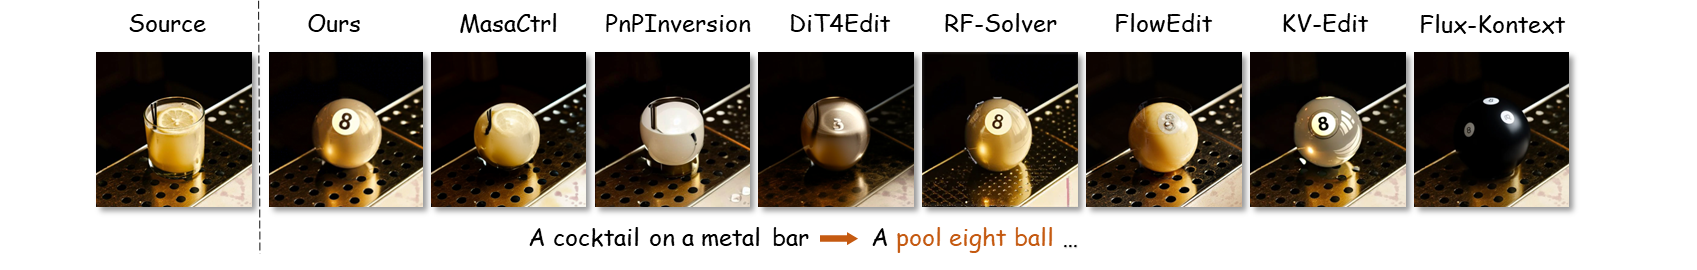 Source Ours MasaCtrl PnPInversion DiT4Edit RF-Solver FlowEdit KV-Edit Flux-Kontext
8 8 8 8
A cocktail on a metal bar A pool eight ball ...